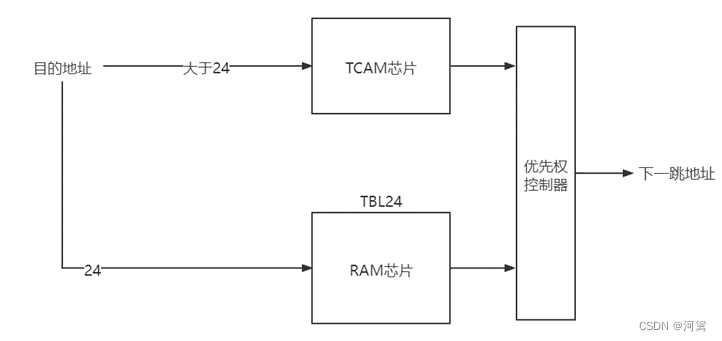 目的地址
大于24
TCAM芯片
优先权
控制器
下一跳地址
TBL24
24
RAM芯片
CSDN @河篱